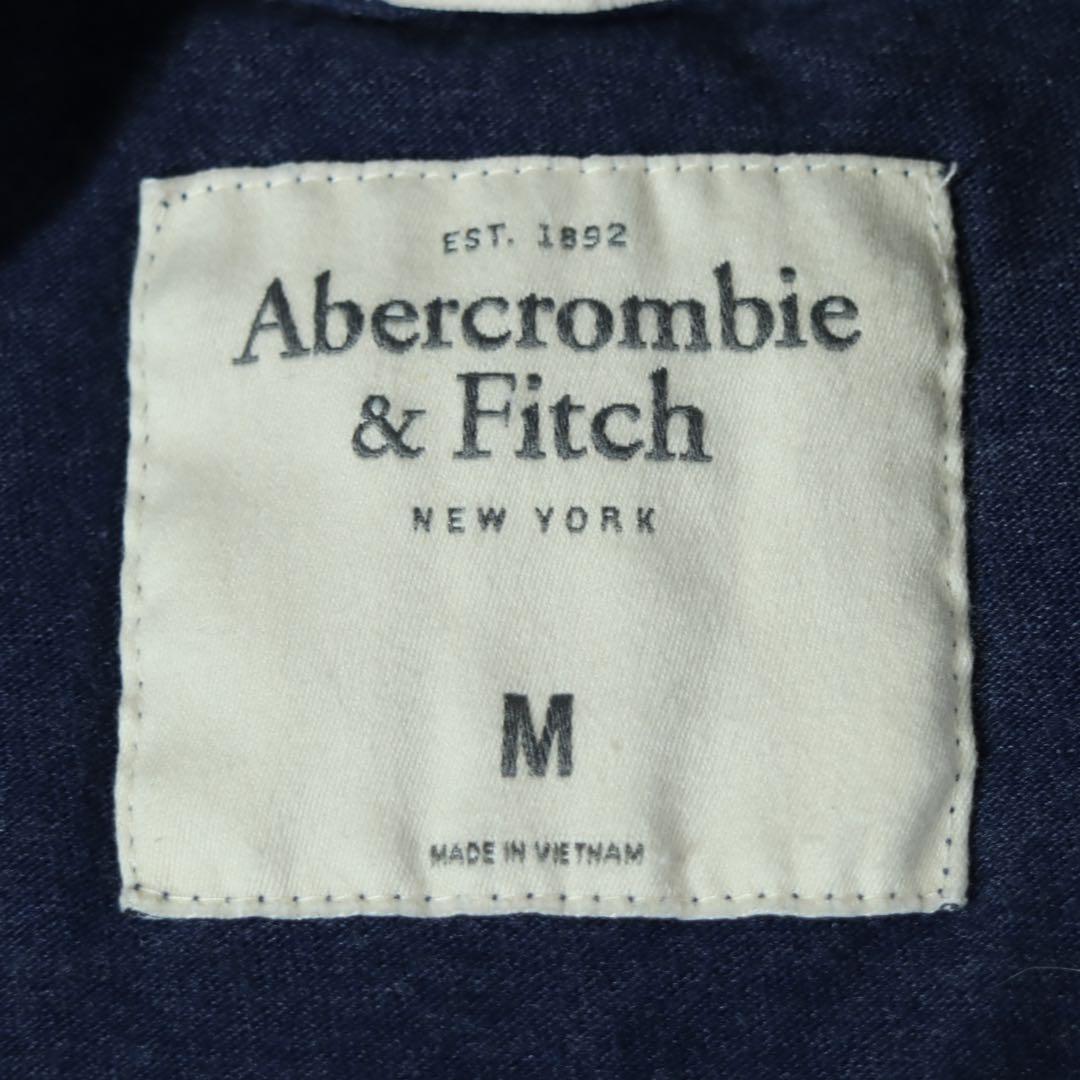 EST. 1892
Abercrombie
& Fitch
NEW YORK
M
MADE IN VIETNAM